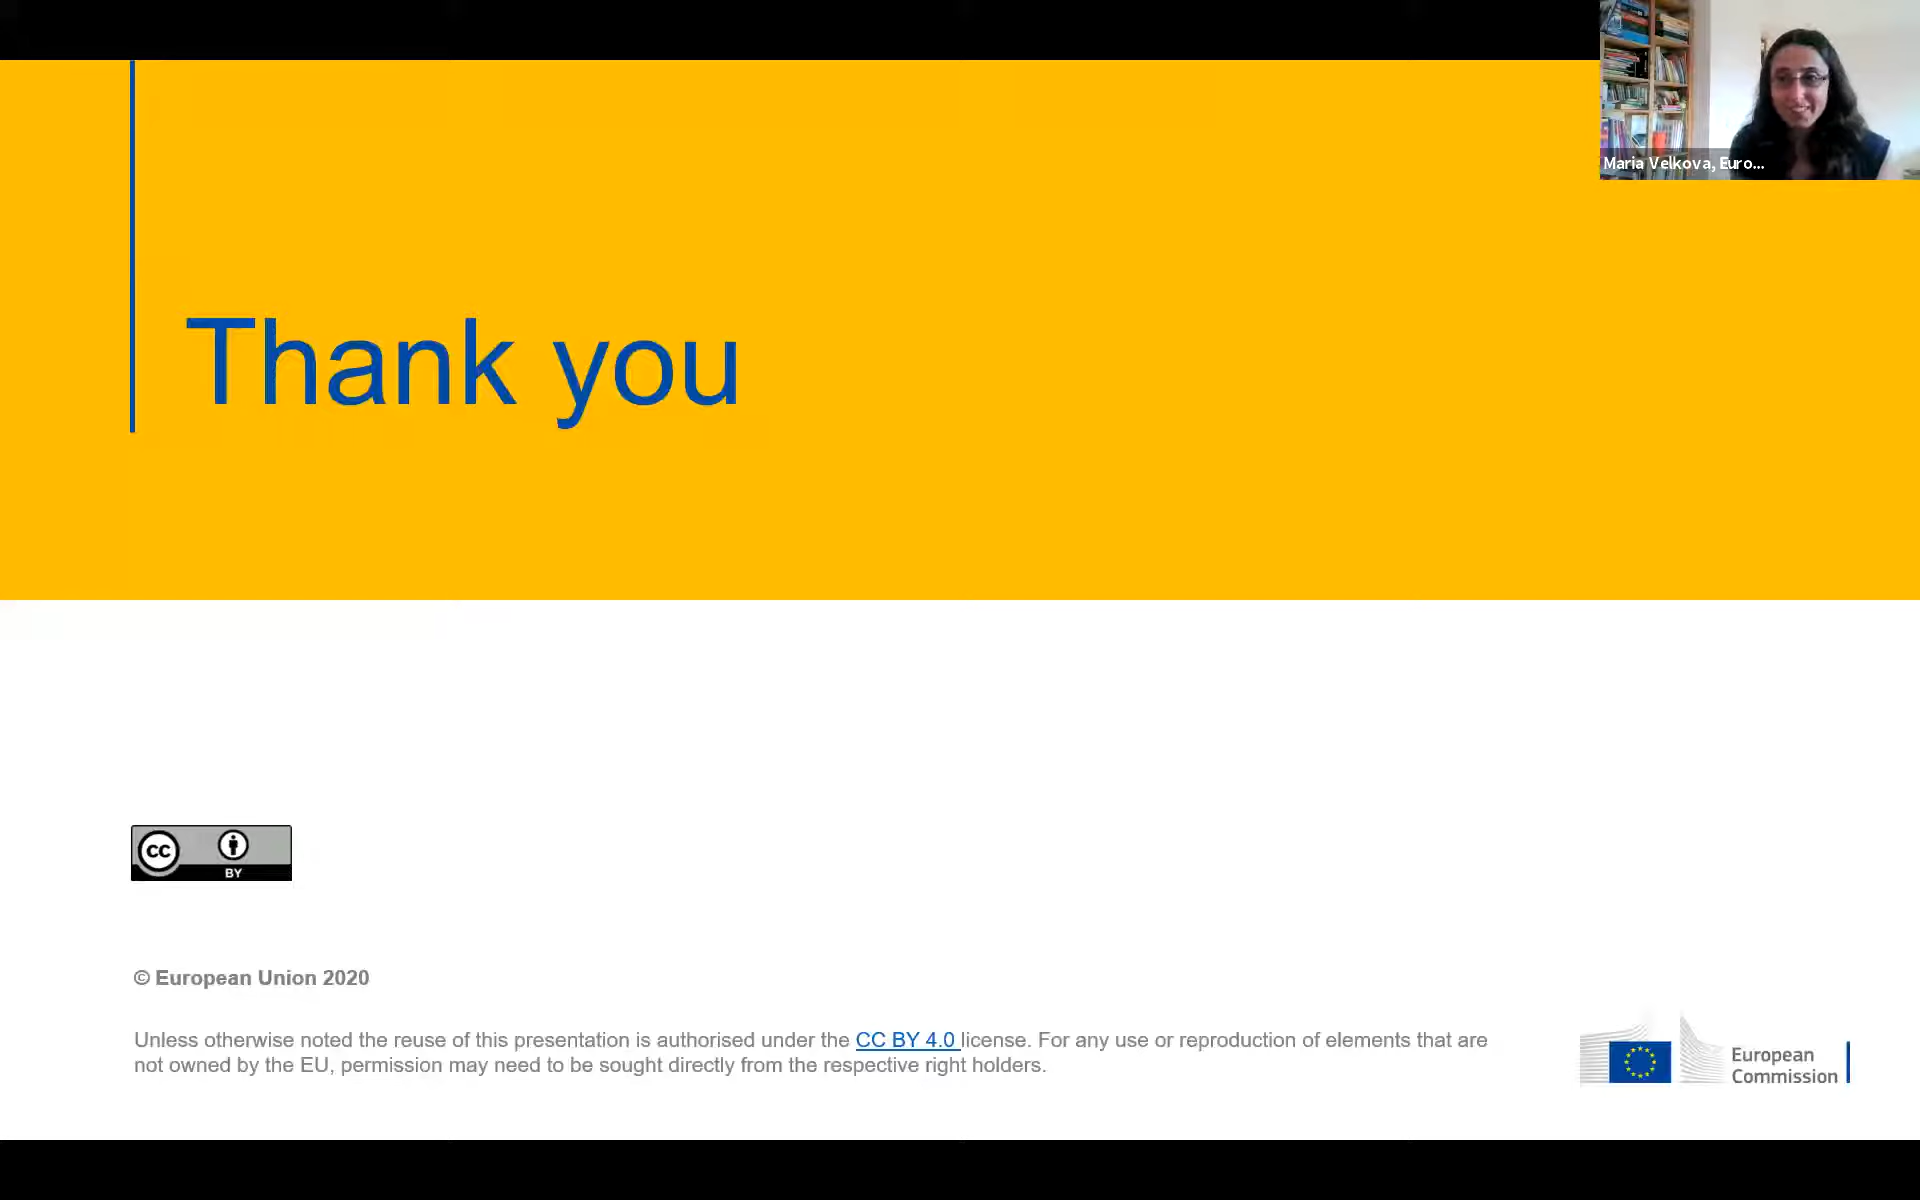 Maria Velkova, Euro...
Thank you
cc
BY
© European Union 2020
Unless otherwise noted the reuse of this presentation is authorised under the CC BY 4.0 license. For any use or reproduction of elements that are
not owned by the EU, permission may need to be sought directly from the respective right holders.
European
Commission